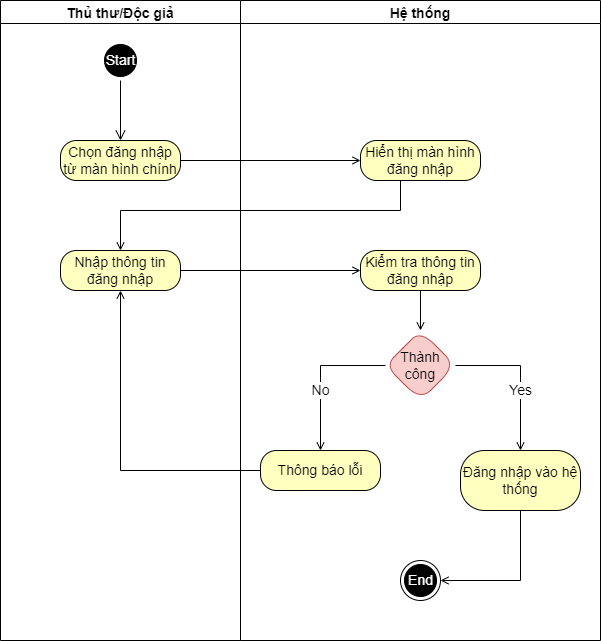 Thủ thư/Độc giả
Hệ thống
Start
Chọn đăng nhập
từ màn hình chính
Hiển thị màn hình
đăng nhập
Nhập thông tin
đăng nhập
Kiểm tra thông tin
đăng nhập
Thành
công
No
Yes
Thông báo lỗi
Đăng nhập vào hệ
thống
End